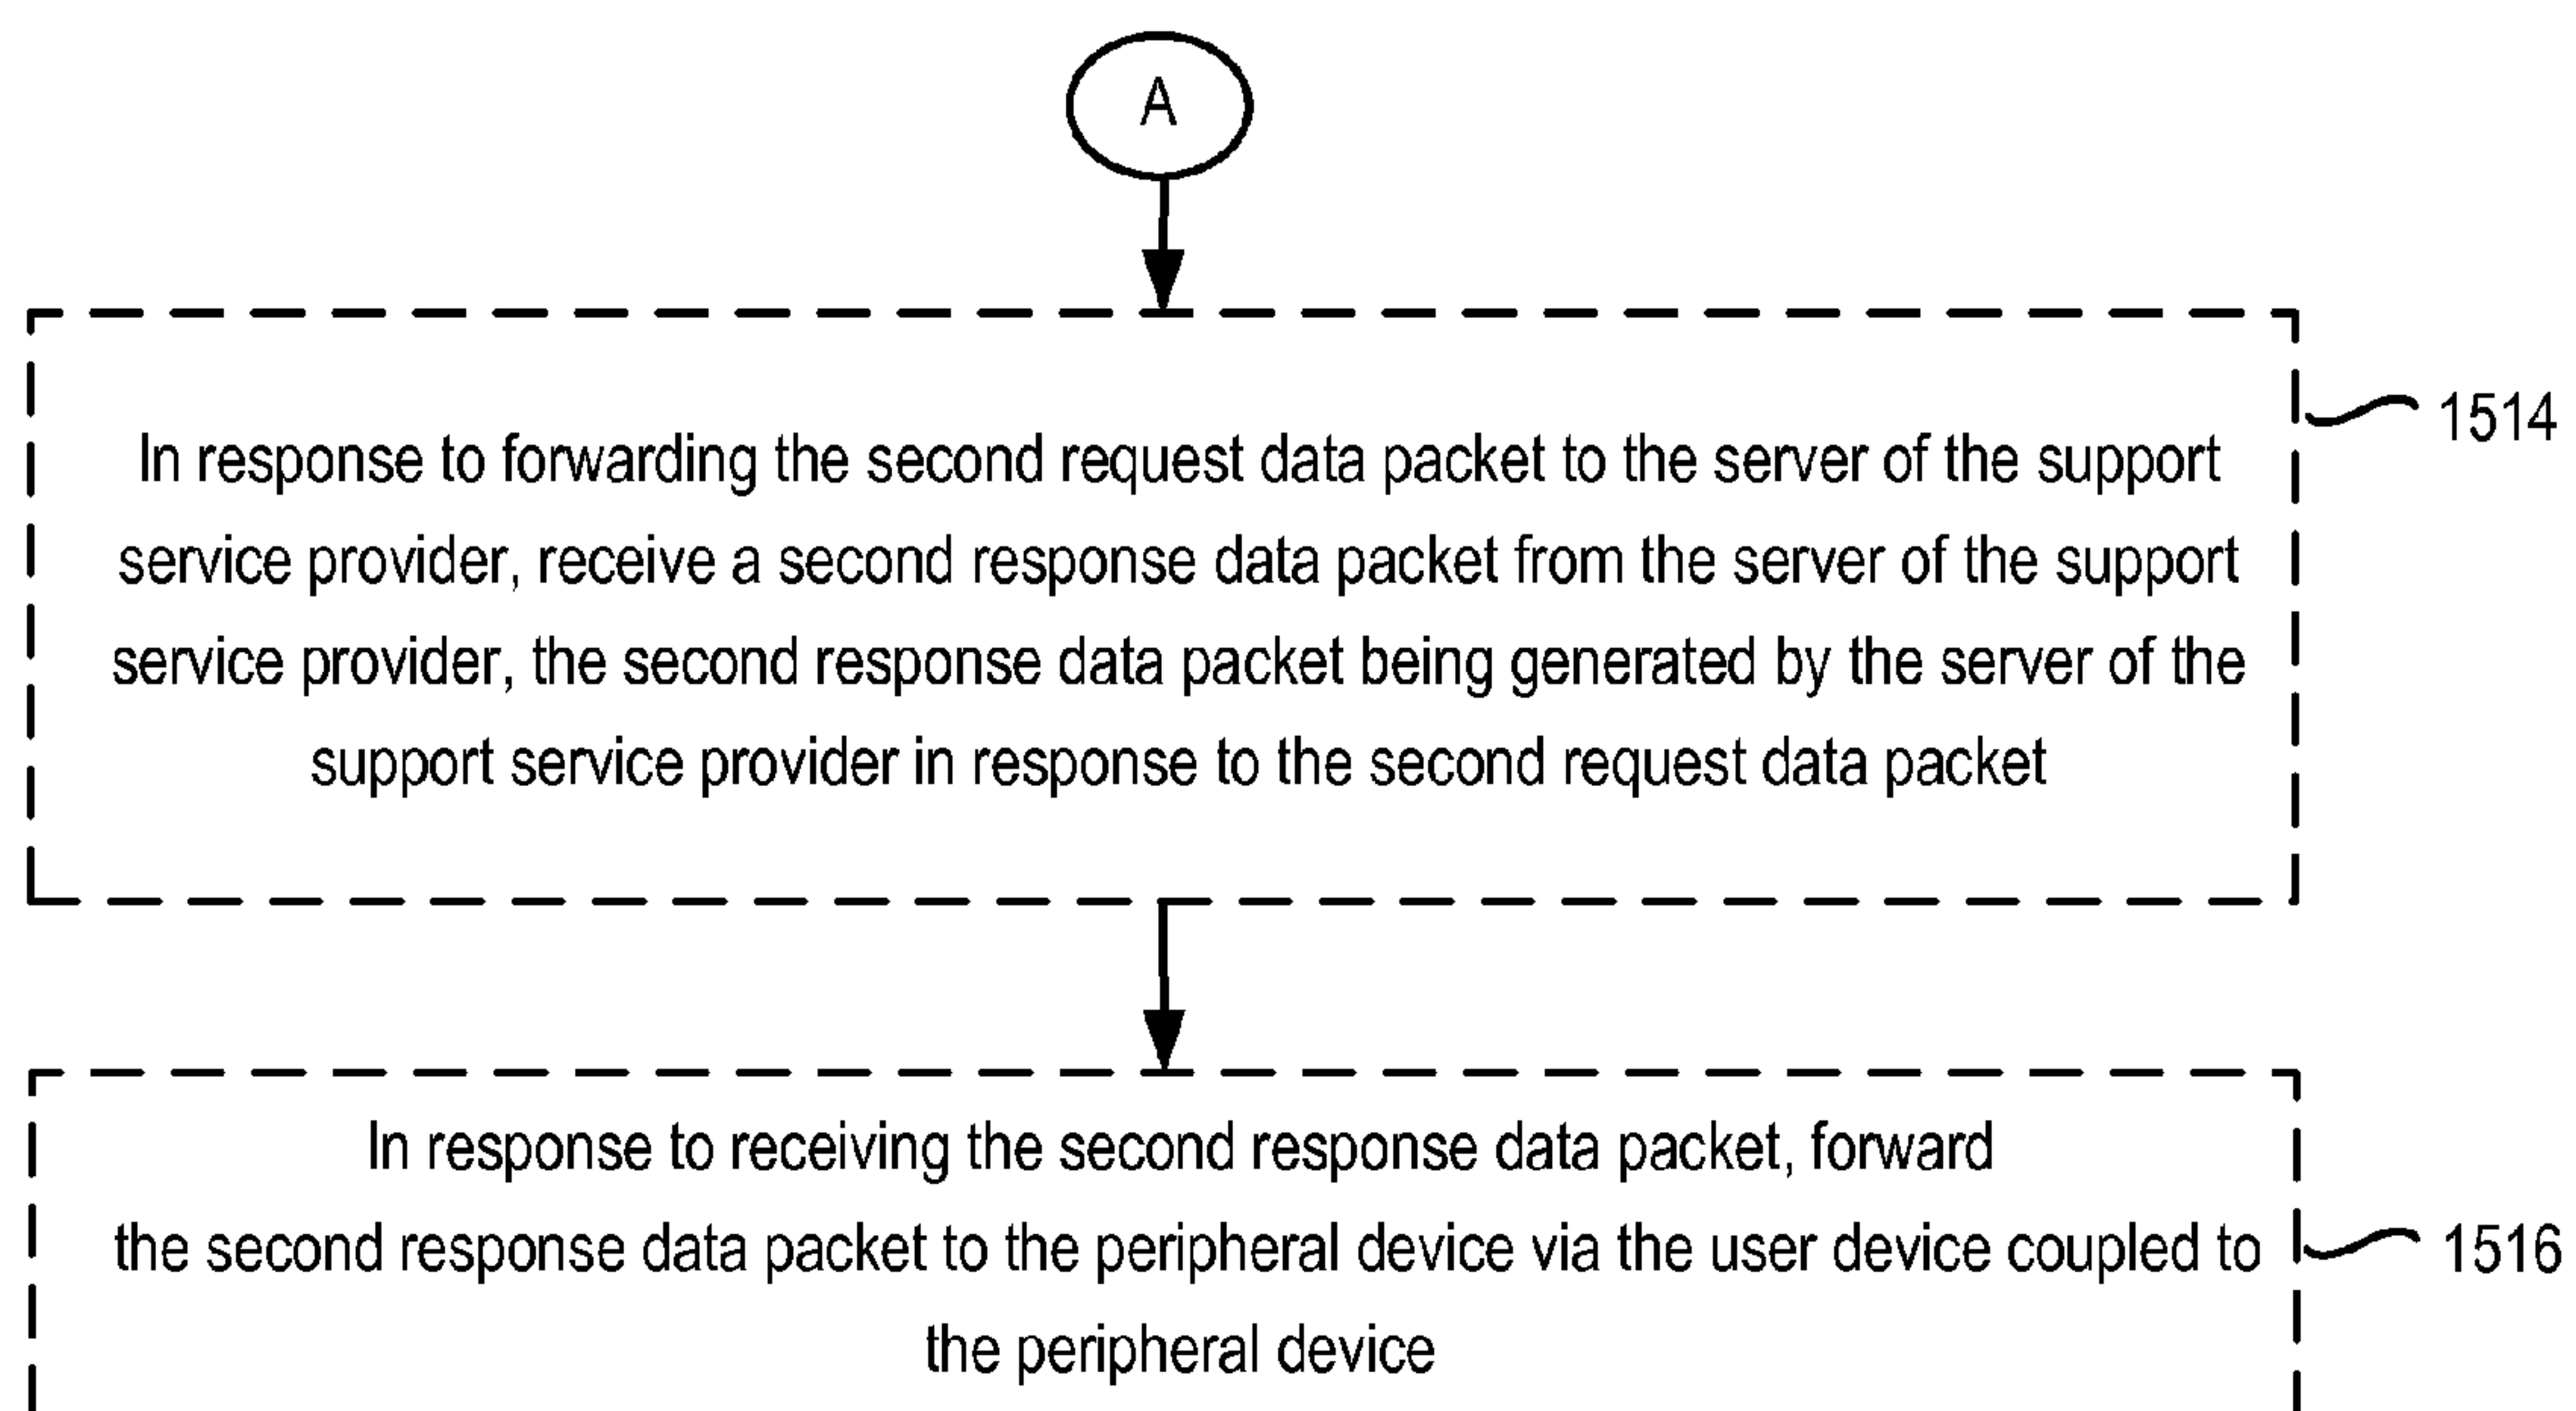 A
In response to forwarding the second request data packet to the server of the support
service provider, receive a second response data packet from the server of the support
service provider, the second response data packet being generated by the server of the
support service provider in response to the second request data packet
1514
In response to receiving the second response data packet, forward
the second response data packet to the peripheral device via the user device coupled to
the peripheral device
1516